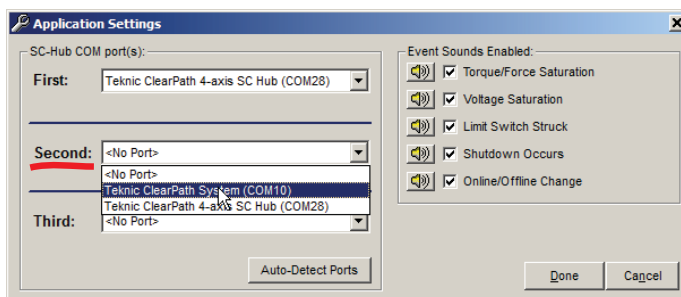 Application Settings
SC-Hub COM port(s):
First: Teknic ClearPath 4-axis SC Hub (COM28)
Second: <No Port>
<No Port>
Teknic ClearPath System (COM10)
Teknic ClearPath 4-axis SC Hub (COM28)
Third: <No Port>
Auto-Detect Ports
Event Sounds Enabled:
Torque/Force Saturation
Voltage Saturation
Limit Switch Struck
Shutdown Occurs
Online/Offline Change
Done Cancel